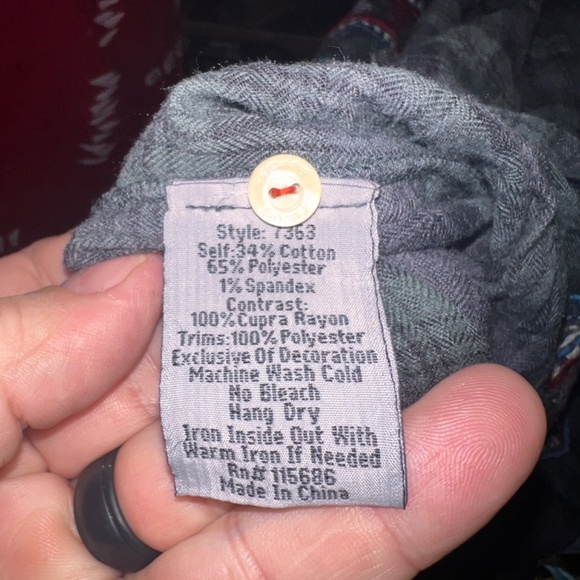 Style: 7363
Self:34% Cotton
65% Polyester
1% Spandex
Contrast:
100%Cupra Rayon
Trims:100% Polyester
Exclusive Of Decoration
Machine Wash Cold
No Bleach
Hang Dry
Iron Inside Out With
Warm Iron If Needed
Rn# 115686
Made In China